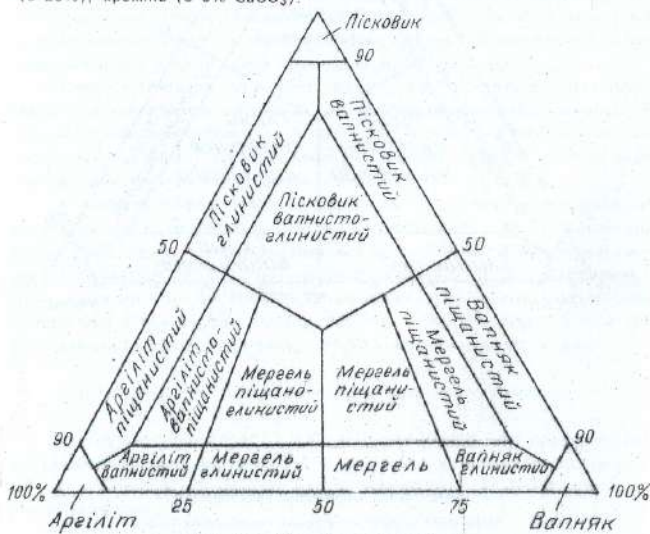 Пісковик
90
Пісковик
глинистий
Пісковик
вапнистий
Пісковик
вапнисто-
глинистий
50
50
Аргіліт
піщанистий
Аргіліт
вапнисто-
піщанистий
Мергель
піщано-
глинистий
Мергель
піщани-
стий
Мергель
піщанистий
Вапняк
піщанистий
90
90
Аргіліт
вапнистий
Мергель
глинистий
Мергель
Вапняк
глинистий
100%
25
50
75
100%
Аргіліт
Вапняк